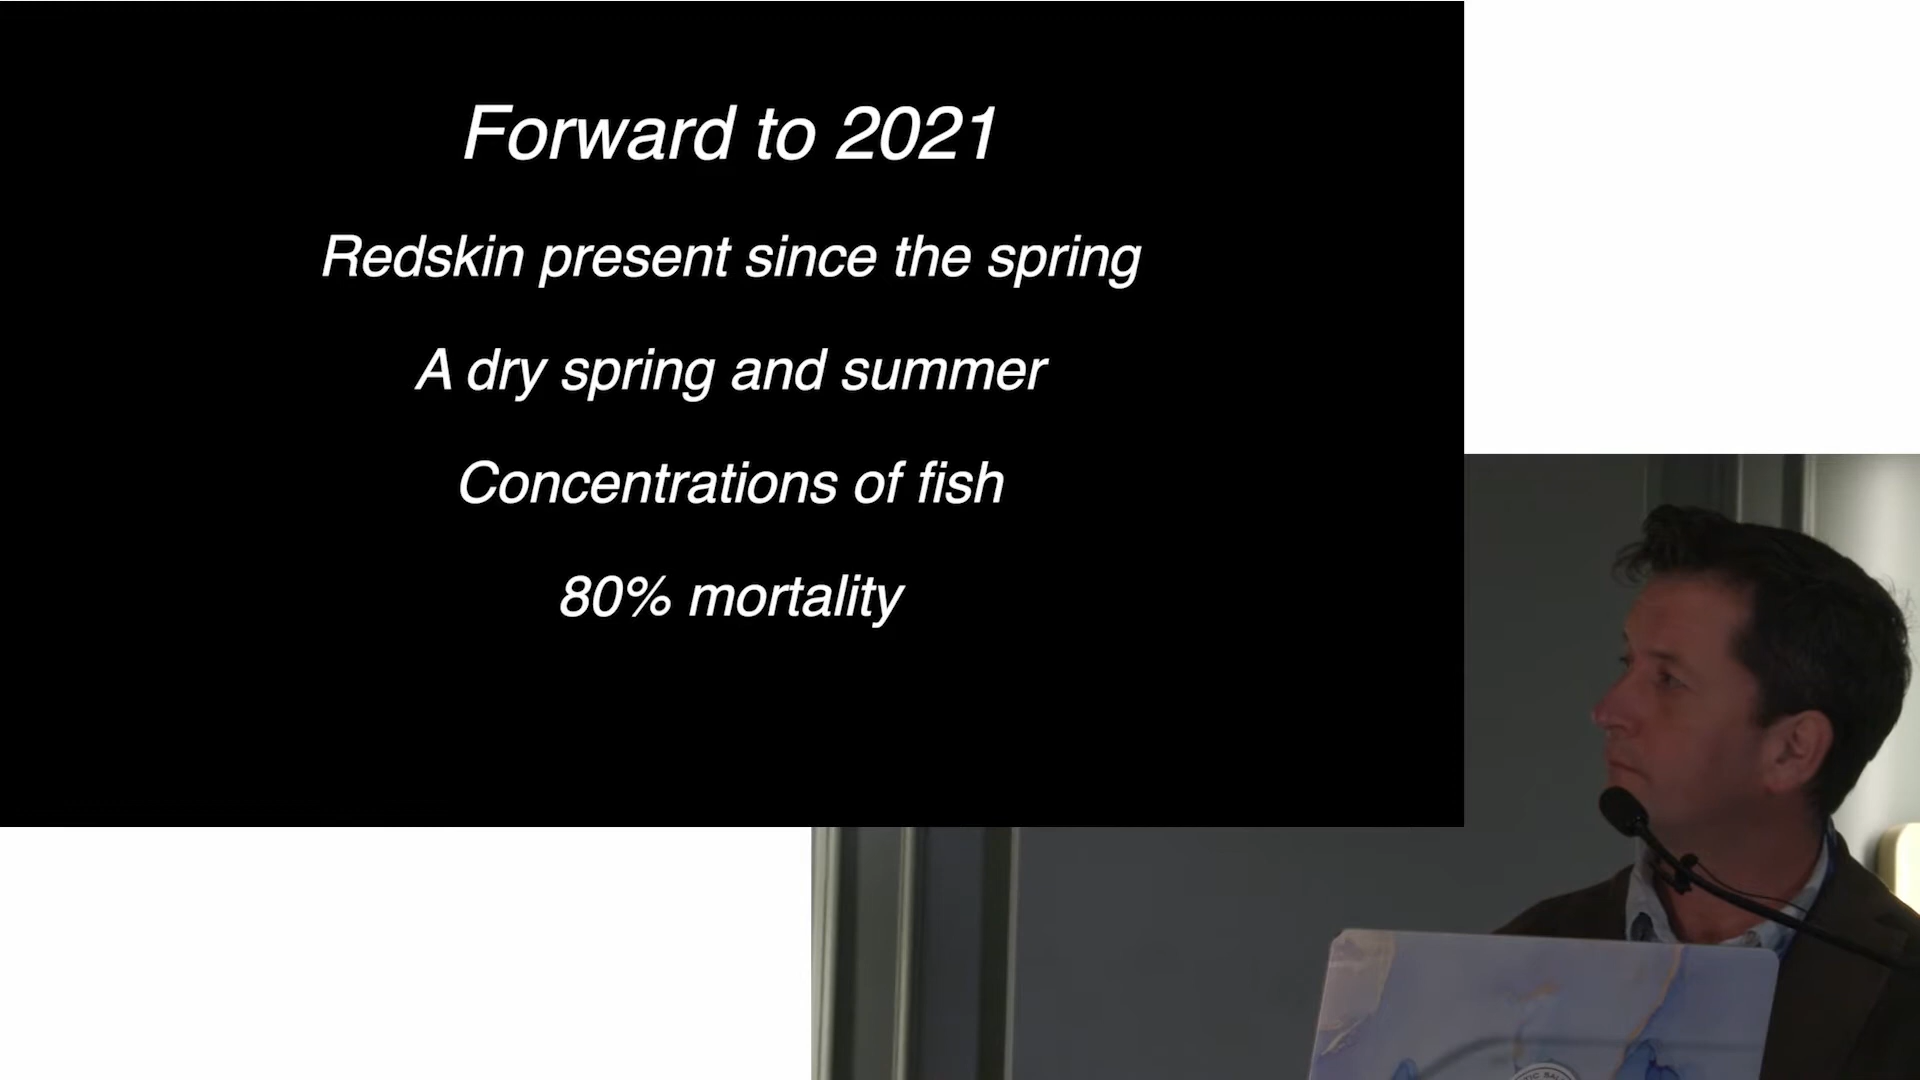 Forward to 2021
Redskin present since the spring
A dry spring and summer
Concentrations of fish
80% mortality